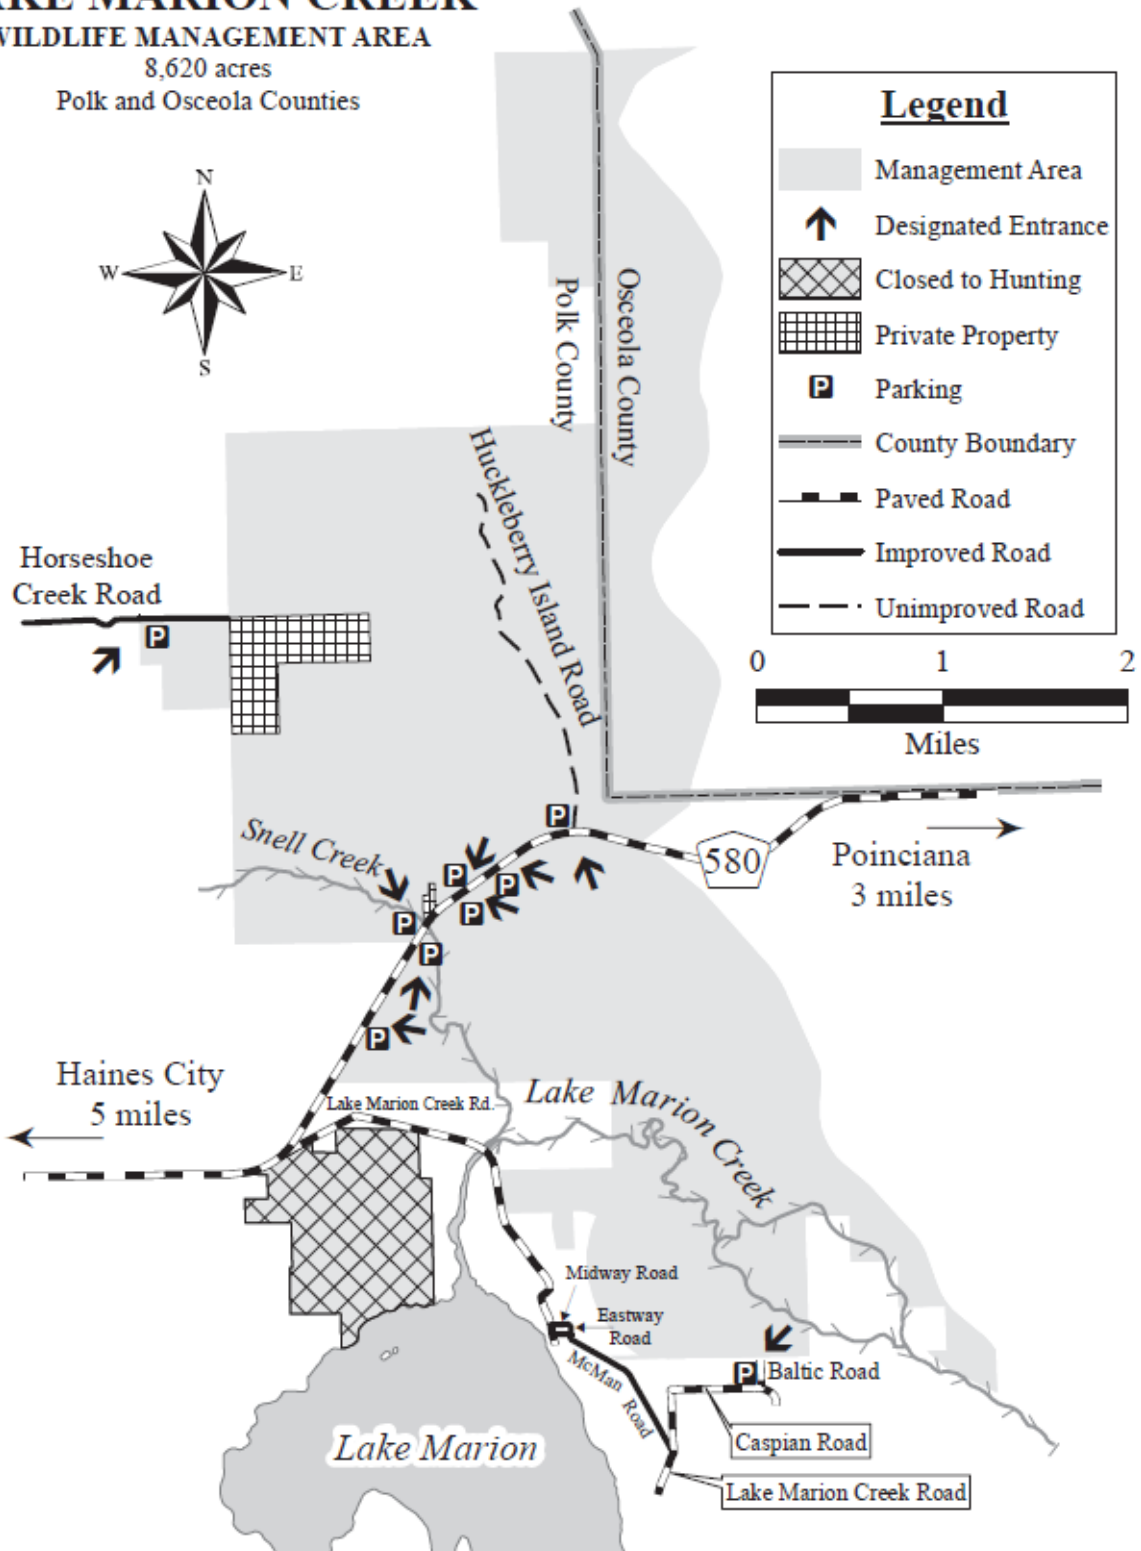 AKE MARION CREEK
WILDLIFE MANAGEMENT AREA
8,620 acres
Polk and Osceola Counties
N
W
E
S
Legend
Management Area
Designated Entrance
Closed to Hunting
Private Property
P
Parking
County Boundary
Paved Road
Improved Road
Unimproved Road
0
1
2
Miles
Polk County
Osceola County
Huckleberry Island Road
Horseshoe
Creek Road
P
Snell Creek
P
P
P
P
P
P
P
580
Poinciana
3 miles
Haines City
5 miles
Lake Marion Creek Rd.
Lake Marion Creek
Midway Road
Eastway
Road
McMan Road
P
Baltic Road
Caspian Road
Lake Marion
Lake Marion Creek Road